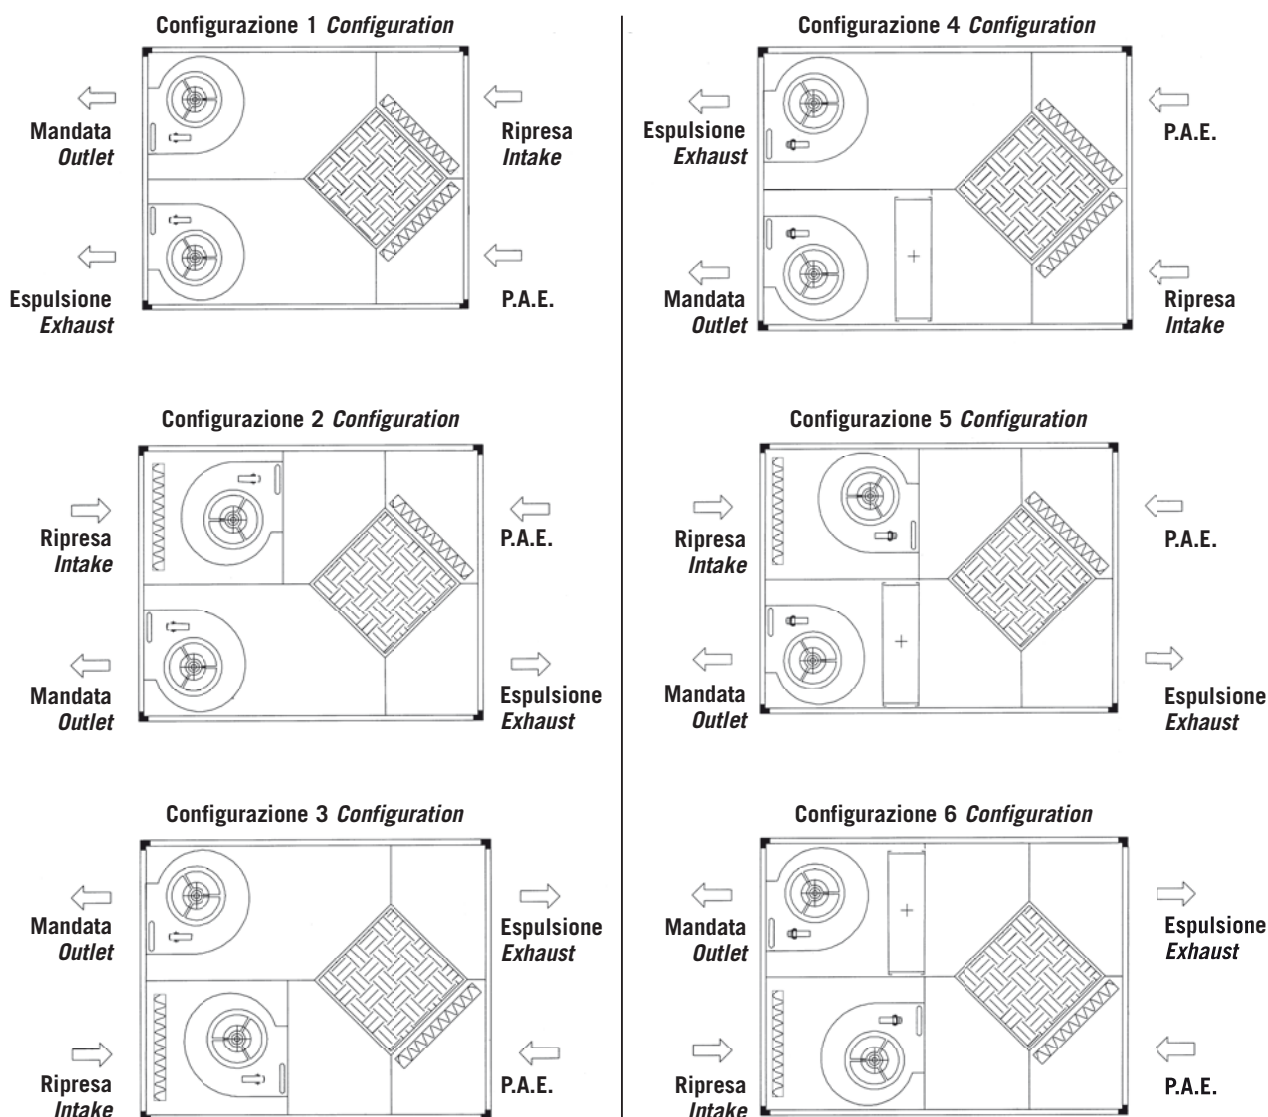 Configurazione 1 Configuration
Mandata
Outlet
Ripresa
Intake
Espulsione
Exhaust
P.A.E.
Configurazione 2 Configuration
Ripresa
Intake
P.A.E.
Mandata
Outlet
Espulsione
Exhaust
Configurazione 3 Configuration
Mandata
Outlet
Espulsione
Exhaust
Ripresa
Intake
P.A.E.
Configurazione 4 Configuration
Espulsione
Exhaust
P.A.E.
Mandata
Outlet
Ripresa
Intake
Configurazione 5 Configuration
Ripresa
Intake
P.A.E.
Mandata
Outlet
Espulsione
Exhaust
Configurazione 6 Configuration
Mandata
Outlet
Espulsione
Exhaust
Ripresa
Intake
P.A.E.